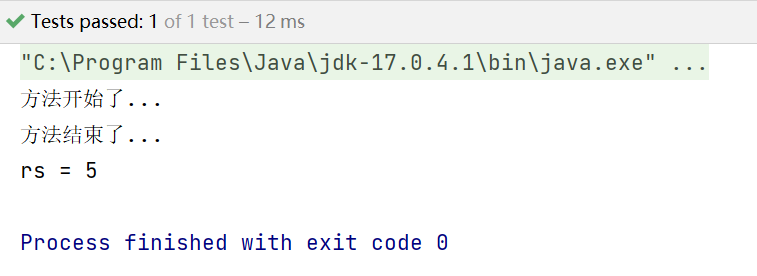 Tests passed: 1 of 1 test – 12 ms
"C:\Program Files\Java\jdk-17.0.4.1\bin\java.exe" ...
方法开始了...
方法结束了...
rs = 5
Process finished with exit code 0